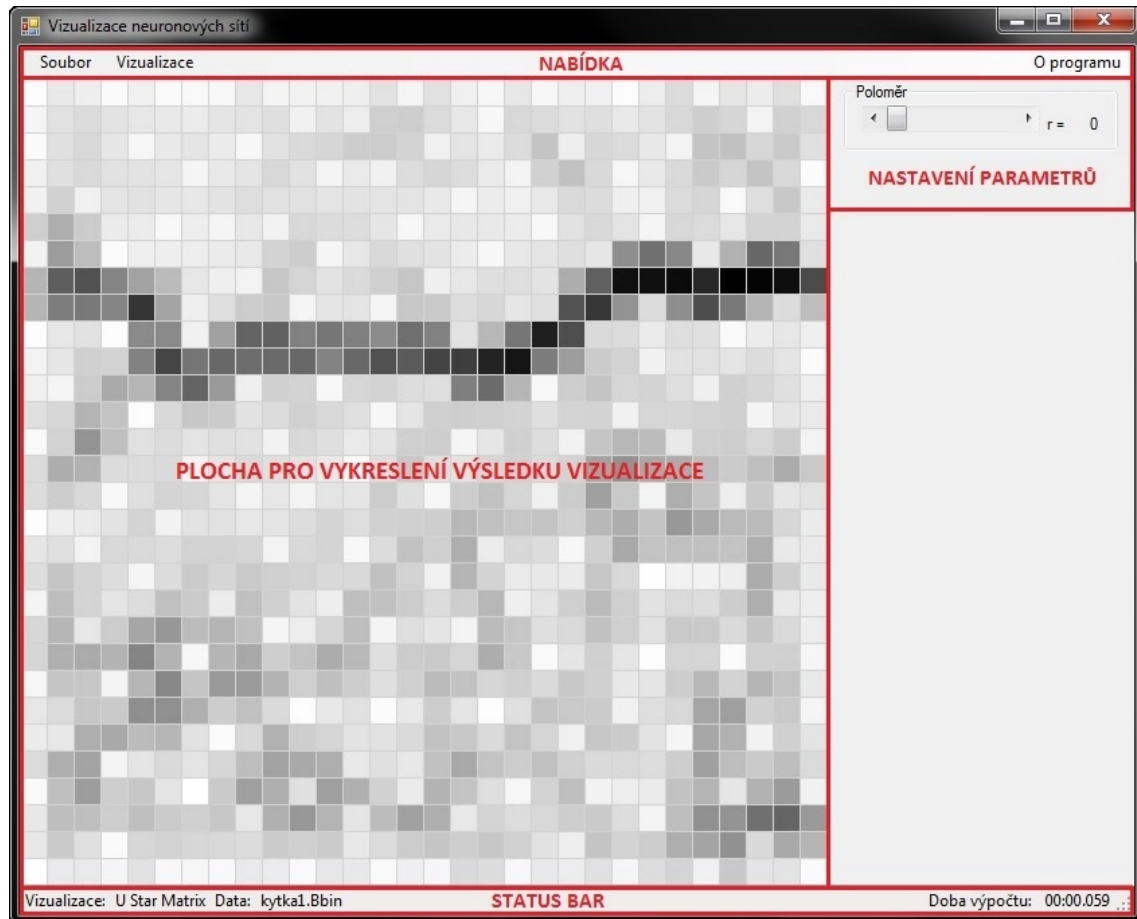 Vizualizace neuronových sítí
Soubor Vizualizace NABÍDKA O programu
Poloměr
r = 0
NASTAVENÍ PARAMETRŮ
PLOCHA PRO VYKRESLENÍ VÝSLEDKU VIZUALIZACE
Vizualizace: U Star Matrix Data: kytka1.Bbin STATUS BAR Doba výpočtu: 00:00.059